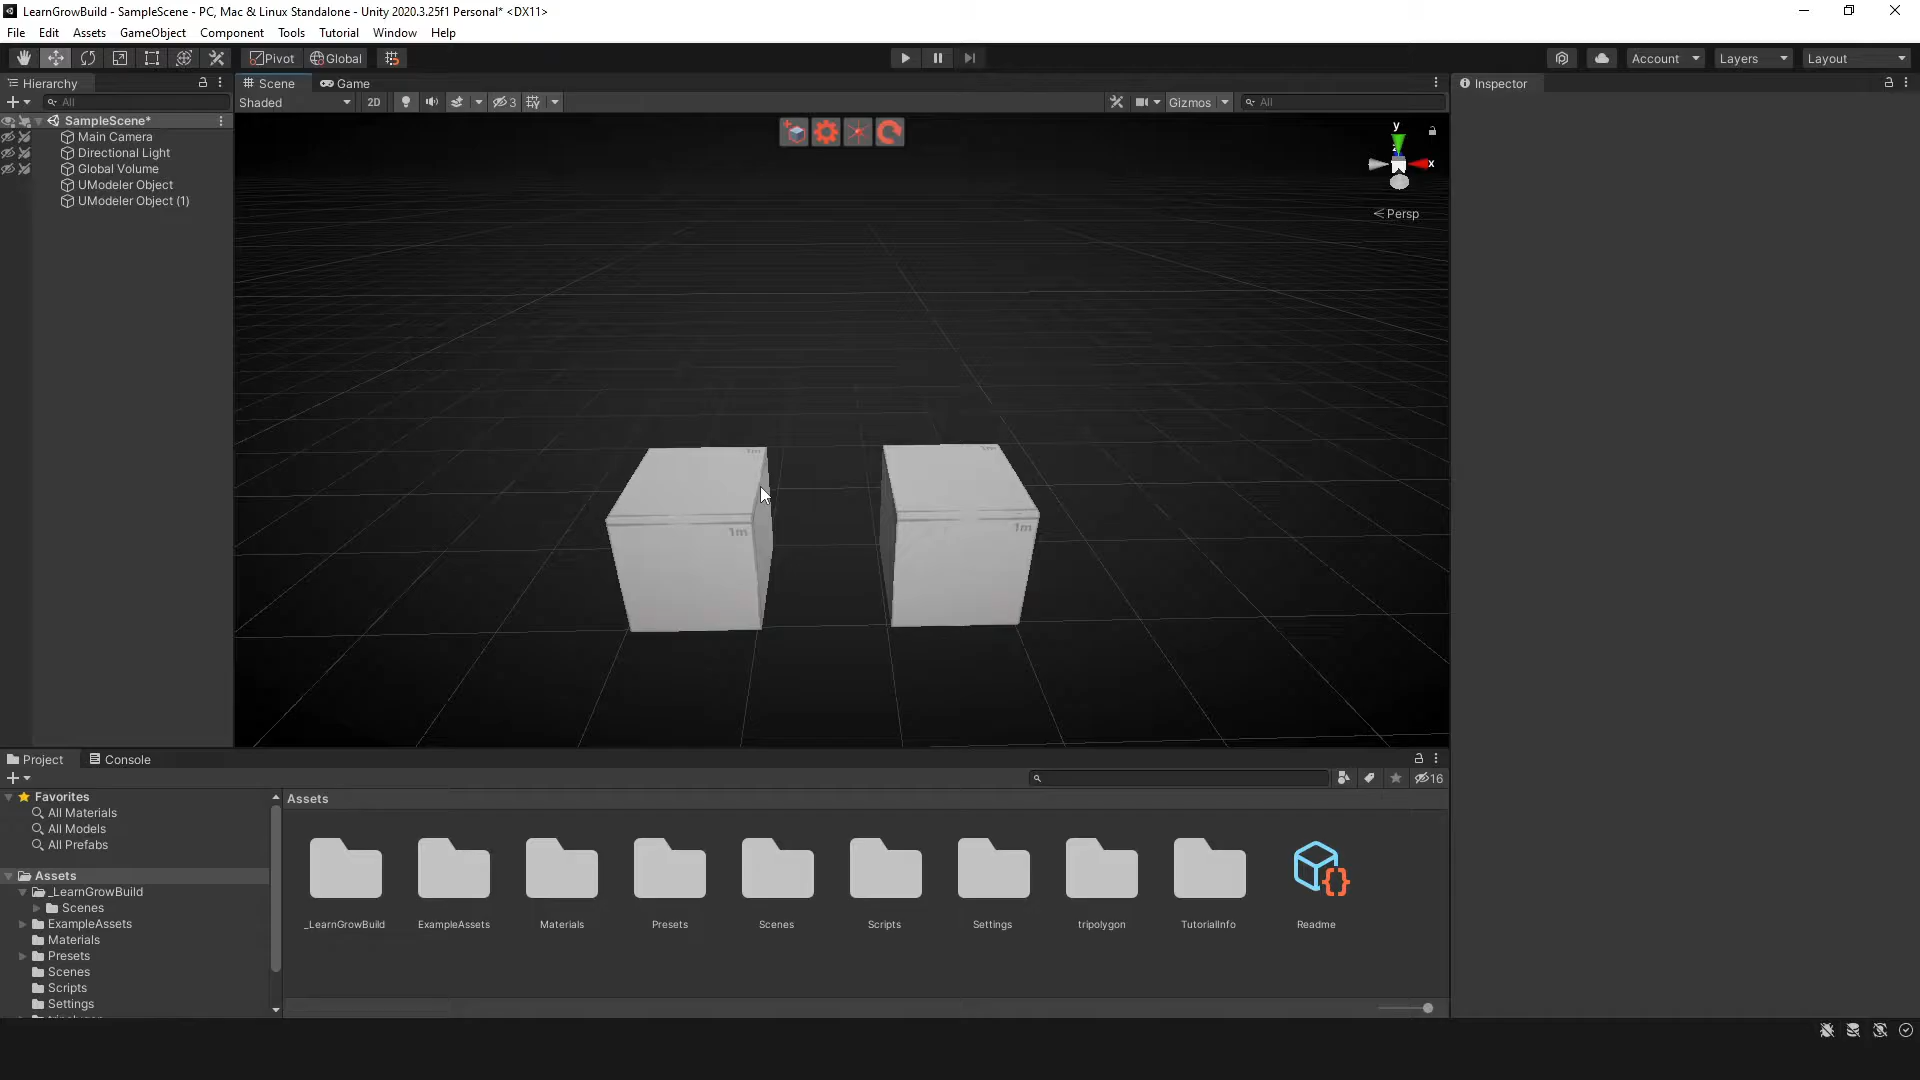 LearnGrowBuild - SampleScene - PC, Mac & Linux Standalone - Unity 2020.3.25f1 Personal* <DX11>
File Edit Assets GameObject Component Tools Tutorial Window Help
Pivot Global Account Layers Layout
Hierarchy Scene Game Inspector
All Shaded 2D 3 Gizmos All
SampleScene*
Main Camera
Directional Light
Global Volume
UModeler Object
UModeler Object (1)
y
x
Persp
1m 1m
1m 1m
Project Console
16
Favorites
All Materials
All Models
All Prefabs
Assets
_LearnGrowBuild
Scenes
ExampleAssets
Materials
Presets
Scenes
Scripts
Settings
Assets
_LearnGrowBuild ExampleAssets Materials Presets Scenes Scripts Settings tripolygon TutorialInfo Readme